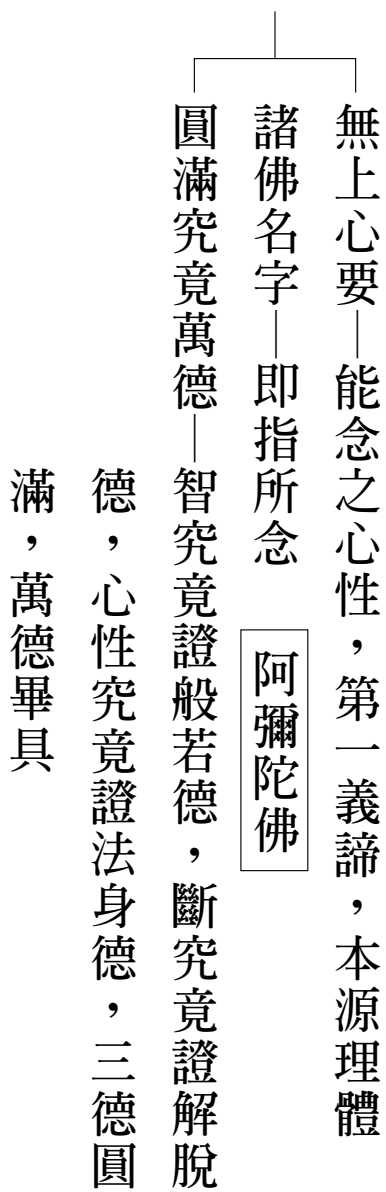 無上心要—能念之心性，第一義諦，本源理體
諸佛名字—即指所念 阿彌陀佛
圓滿究竟萬德—智究竟證般若德，斷究竟證解脫
德，心性究竟證法身德，三德圓
滿，萬德畢具